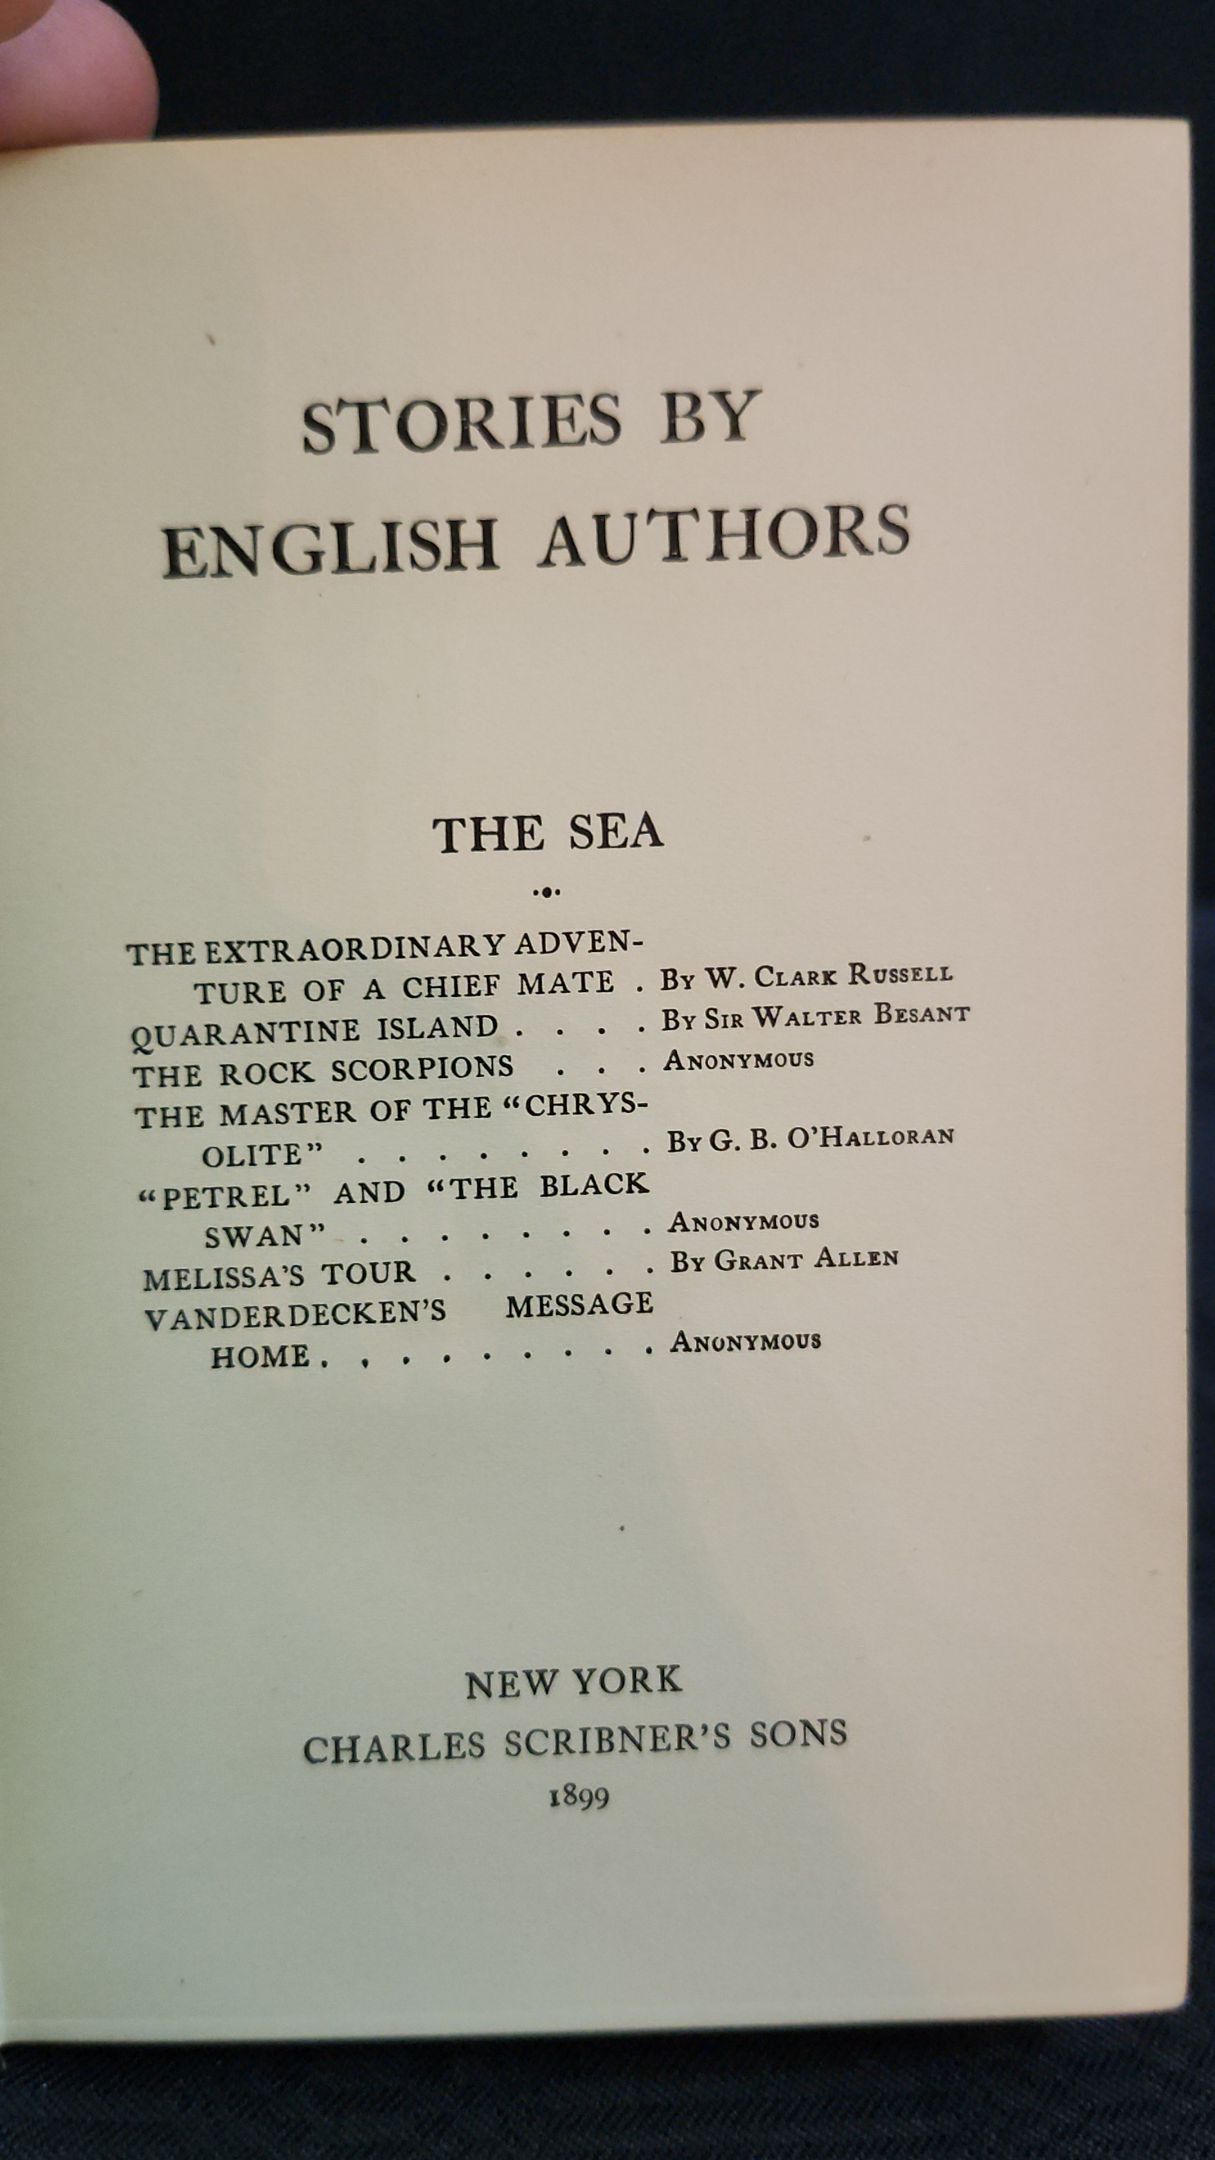 STORIES BY
ENGLISH AUTHORS
THE SEA
THE EXTRAORDINARY ADVEN-
TURE OF A CHIEF MATE . By W. Clark Russell
QUARANTINE ISLAND . . . . By Sir Walter Besant
THE ROCK SCORPIONS . . . Anonymous
THE MASTER OF THE “CHRYS-
OLITE” . . . . . . . . By G. B. O’Halloran
“PETREL” AND “THE BLACK
SWAN” . . . . . . . . Anonymous
MELISSA’S TOUR . . . . . . By Grant Allen
VANDERDECKEN’S MESSAGE
HOME . . . . . . . . . Anonymous
NEW YORK
CHARLES SCRIBNER’S SONS
1899